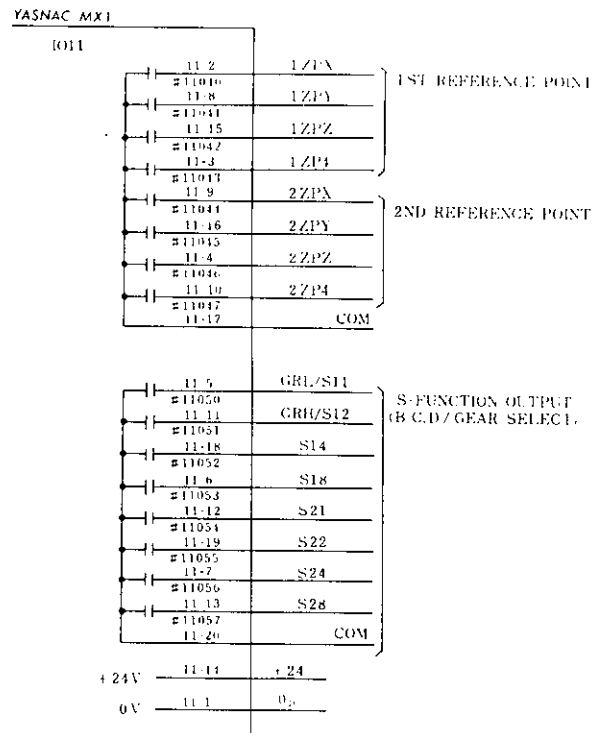 YASNAC MX1
IO11
11-2 1ZPX
#11040
11-8 1ZPY
#11041
11-15 1ZPZ
#11042
11-3 1ZP4
#11043
1ST REFERENCE POINT
11-9 2ZPX
#11044
11-16 2ZPY
#11045
11-4 2ZPZ
#11046
11-10 2ZP4
#11047
2ND REFERENCE POINT
11-17 COM
11-5 GRL/S11
#11050
11-11 GRH/S12
#11051
11-18 S14
#11052
11-6 S18
#11053
11-12 S21
#11054
11-19 S22
#11055
11-7 S24
#11056
11-13 S28
#11057
11-20 COM
S-FUNCTION OUTPUT
(B.C.D/GEAR SELECT)
+24V 11-14 +24
0V 11-1